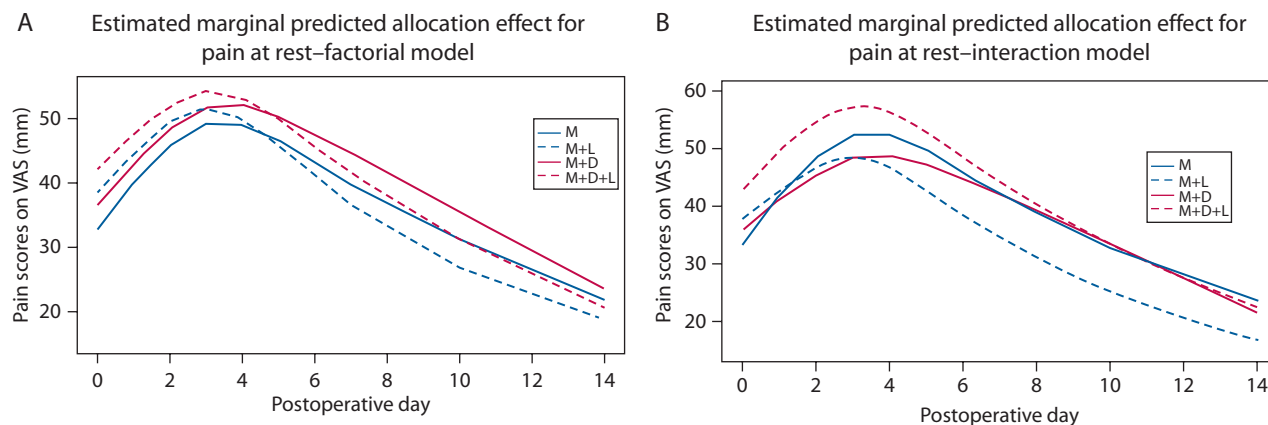 A
Estimated marginal predicted allocation effect for
pain at rest–factorial model
Pain scores on VAS (mm)
50
40
30
20
M
M+L
M+D
M+D+L
0 2 4 6 8 10 12 14
Postoperative day
B
Estimated marginal predicted allocation effect for
pain at rest–interaction model
Pain scores on VAS (mm)
60
50
40
30
20
M
M+L
M+D
M+D+L
0 2 4 6 8 10 12 14
Postoperative day